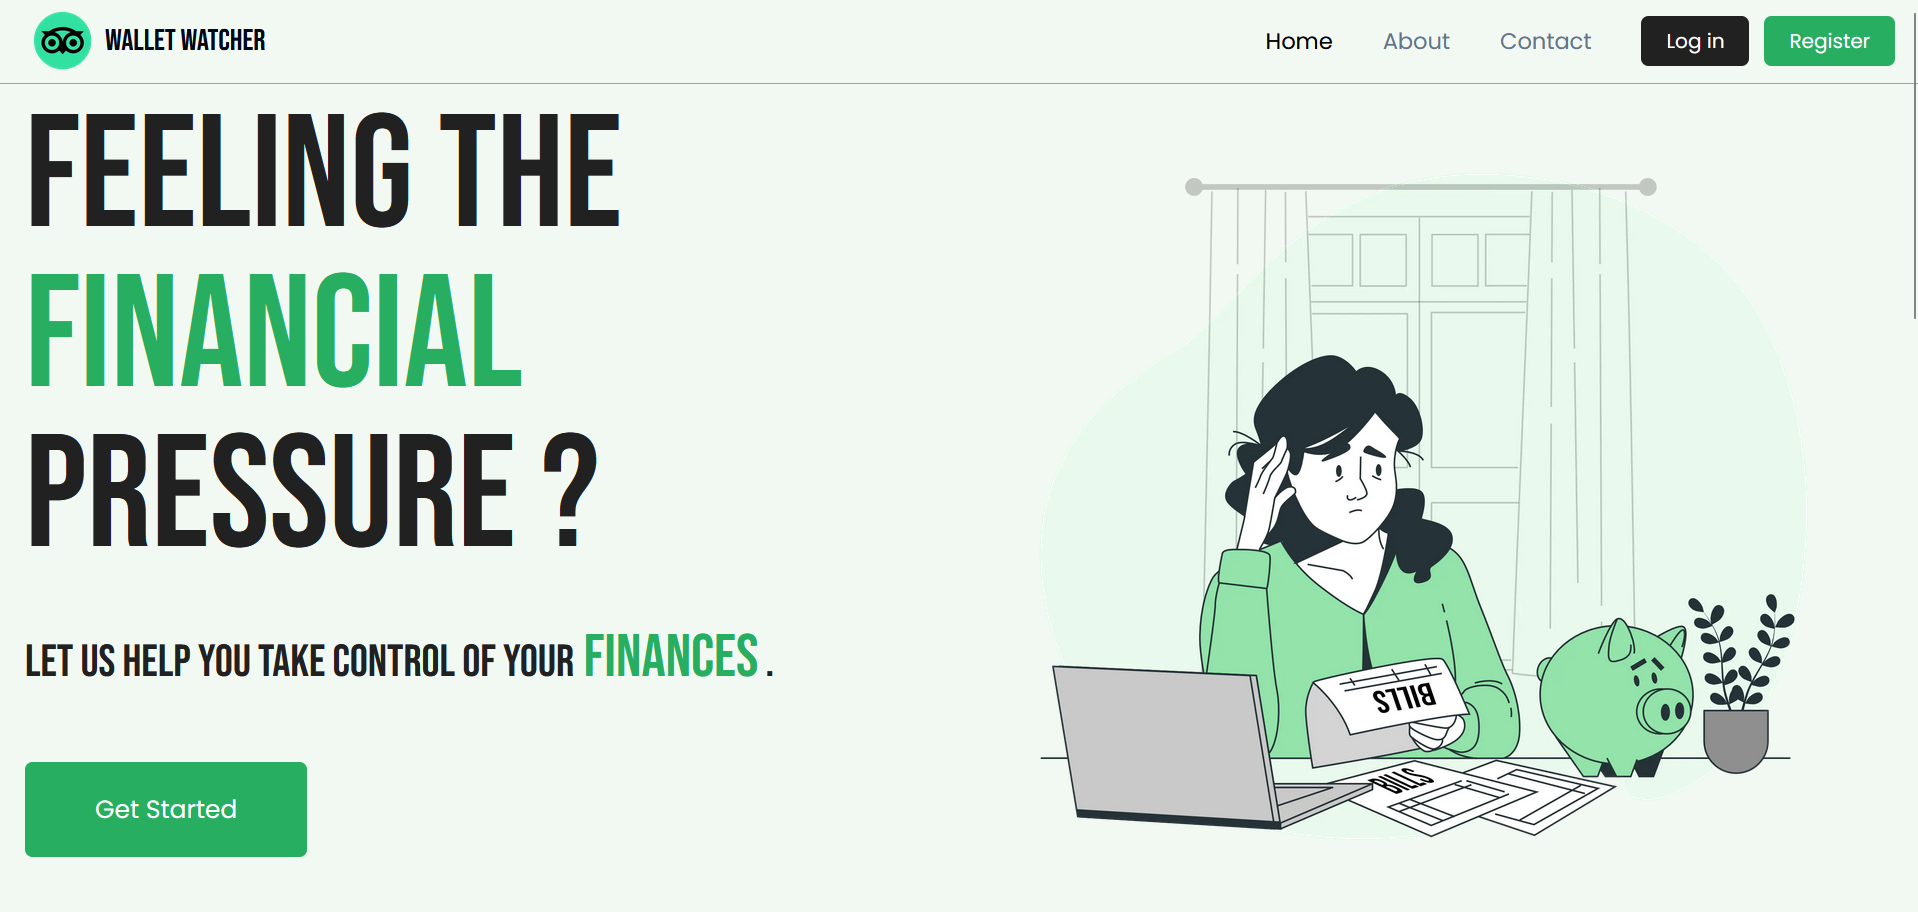 WALLET WATCHER
Home About Contact Log in Register
FEELING THE
FINANCIAL
PRESSURE ?
LET US HELP YOU TAKE CONTROL OF YOUR FINANCES .
Get Started
BILLS
BILLS